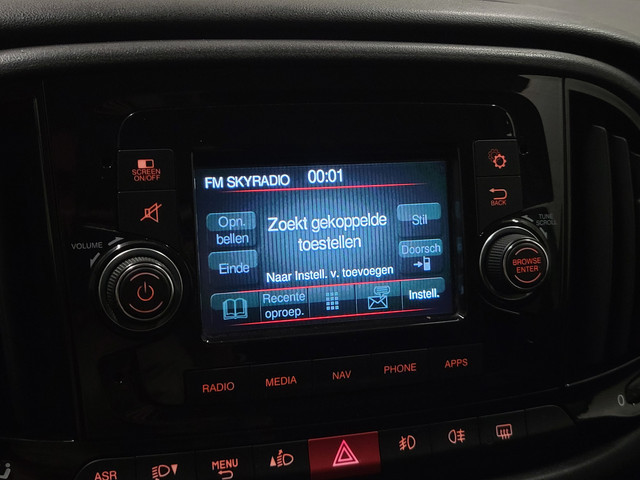 SCREEN
ON/OFF
FM SKYRADIO 00:01
BACK
Opn.
bellen
Zoekt gekoppelde
toestellen
Stil
VOLUME
TUNE
SCROLL
Einde
Doorsch
BROWSE
ENTER
Naar Instell. v. toevoegen
Recente
oproep.
Instell.
RADIO
MEDIA
NAV
PHONE
APPS
0
ASR
MENU